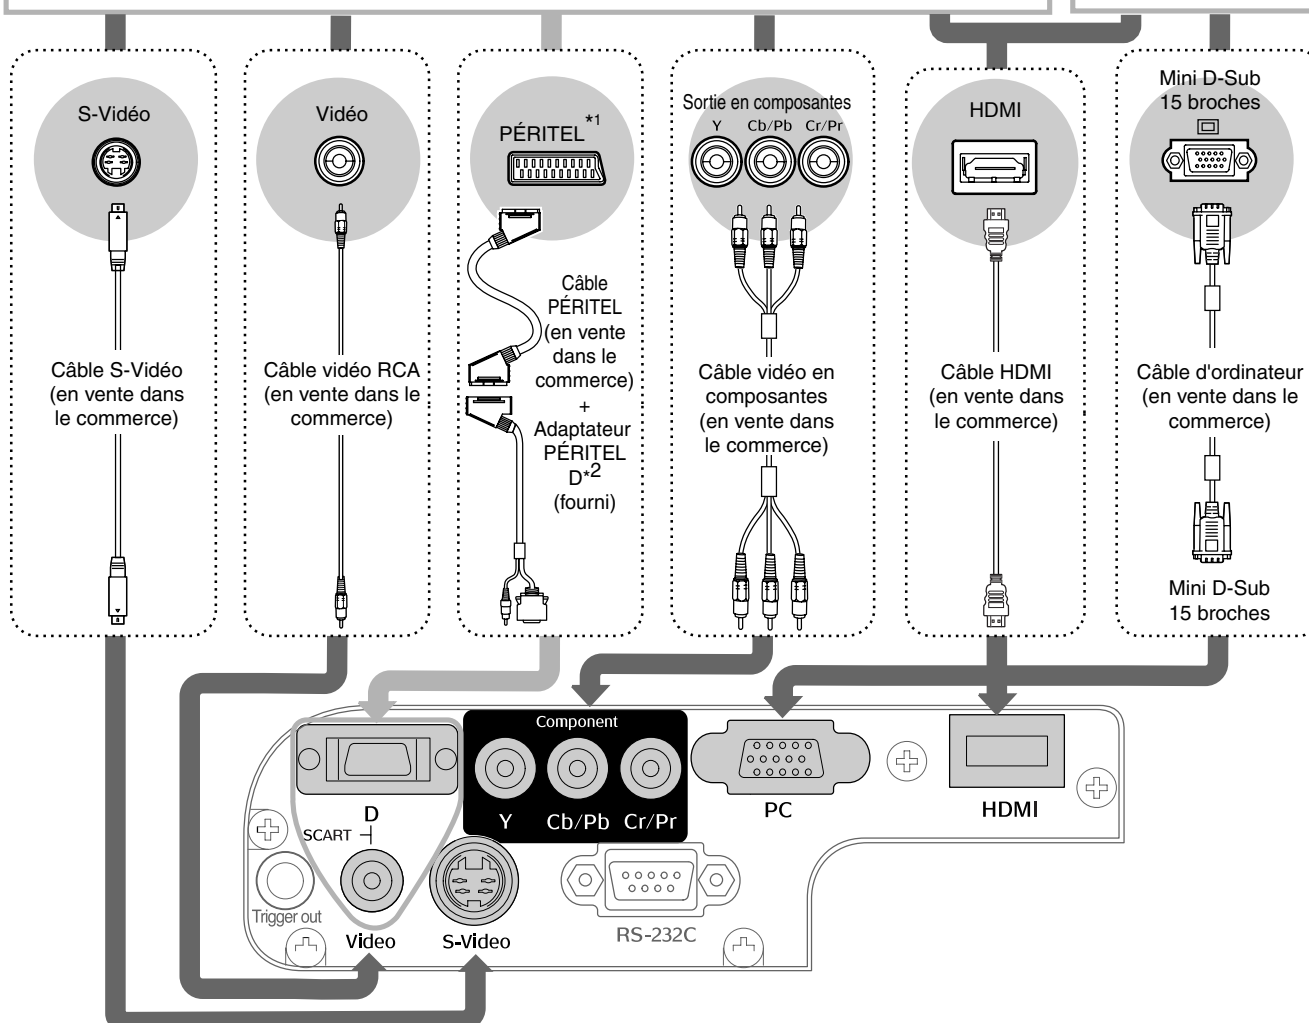 S-Vidéo
Vidéo
PÉRITEL*1
Sortie en composantes
Y Cb/Pb Cr/Pr
HDMI
Mini D-Sub
15 broches
Câble S-Vidéo
(en vente dans
le commerce)
Câble vidéo RCA
(en vente dans le
commerce)
Câble
PÉRITEL
(en vente
dans le
commerce)
+
Adaptateur
PÉRITEL
D*2
(fourni)
Câble vidéo en
composantes
(en vente dans
le commerce)
Câble HDMI
(en vente dans
le commerce)
Câble d'ordinateur
(en vente dans le
commerce)
Mini D-Sub
15 broches
Component
Y Cb/Pb Cr/Pr
D
SCART
PC
HDMI
Trigger out
Video
S-Video
RS-232C